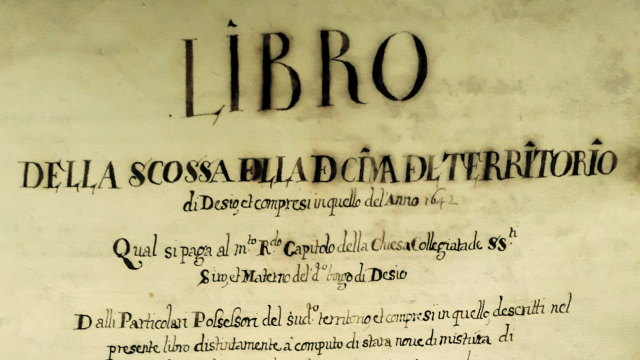 LIBRO
DELLA SCOSSA DELLA DECIMA DEL TERRITORIO
di Desio et compresi in quello del' Anno 1642
Qual si paga al m.to R.do Capitolo della Chiesa Collegiata de SS.ti
Siro et Materno del d.o borgo di Desio
Dalli Particolari Possessori del sud.o territorio et compresi in quello descritti nel
presente libro distintamente à computo di stara noue di mistura di